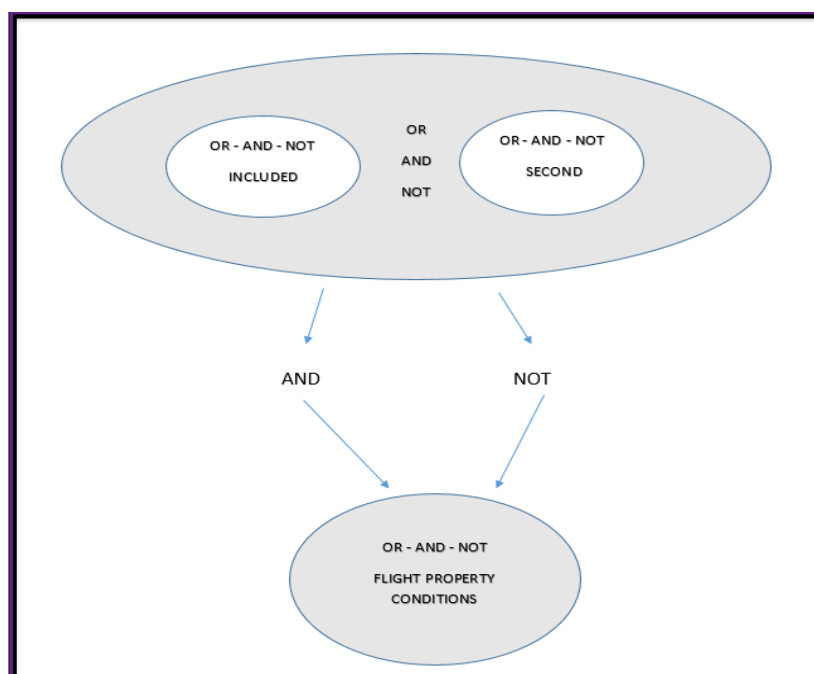 OR - AND - NOT
INCLUDED
OR
AND
NOT
OR - AND - NOT
SECOND
AND
NOT
OR - AND - NOT
FLIGHT PROPERTY
CONDITIONS